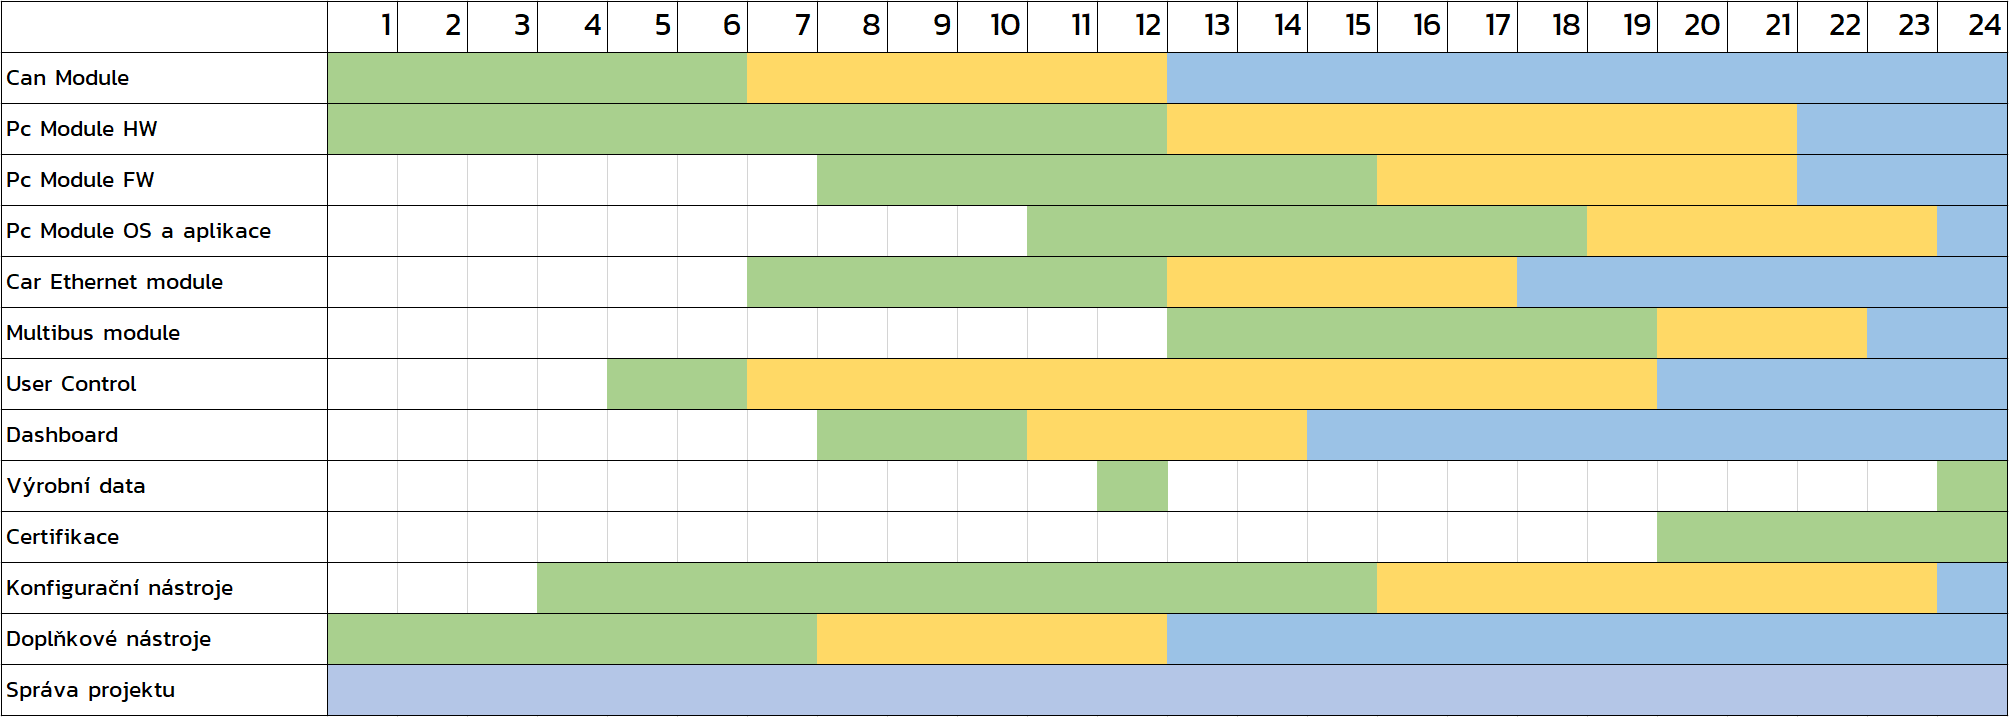 1 2 3 4 5 6 7 8 9 10 11 12 13 14 15 16 17 18 19 20 21 22 23 24
Can Module
Pc Module HW
Pc Module FW
Pc Module OS a aplikace
Car Ethernet module
Multibus module
User Control
Dashboard
Výrobní data
Certifikace
Konfigurační nástroje
Doplňkové nástroje
Správa projektu